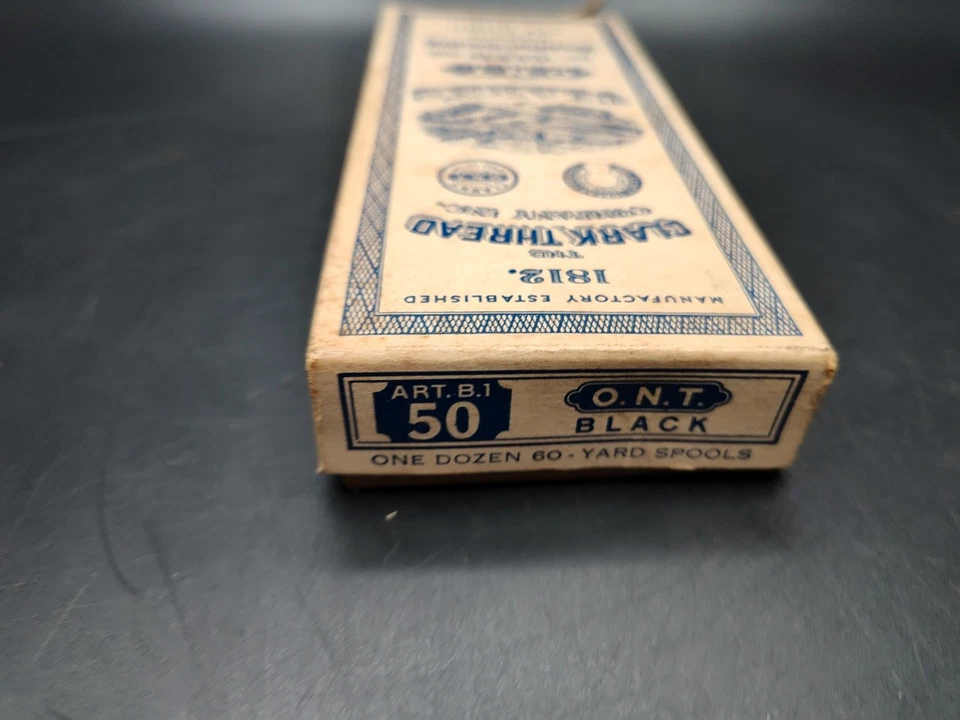 MANUFACTORY ESTABLISHED
1812.
THE
CLARK THREAD
COMPANY INC.
O.N.T.
ART. B.1
50
O.N.T.
BLACK
ONE DOZEN 60-YARD SPOOLS